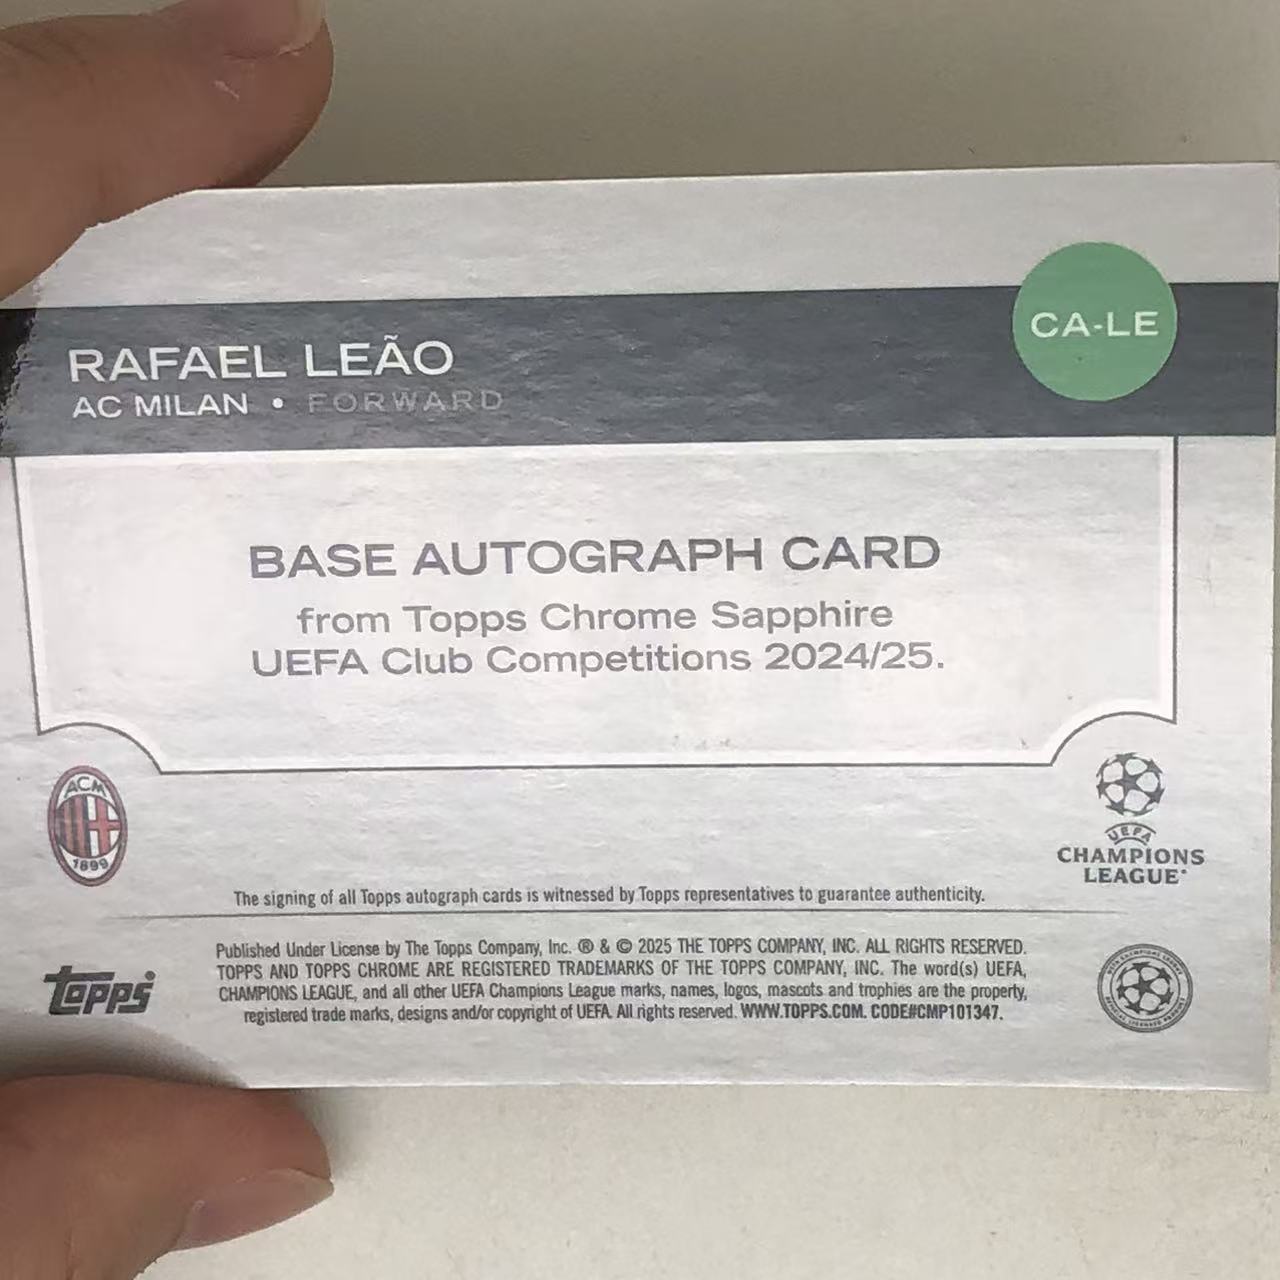 CA-LE
RAFAEL LEÃO
AC MILAN • FORWARD
BASE AUTOGRAPH CARD
from Topps Chrome Sapphire
UEFA Club Competitions 2024/25.
ACM
1899
UEFA
CHAMPIONS
LEAGUE
The signing of all Topps autograph cards is witnessed by Topps representatives to guarantee authenticity.
topps
Published Under License by The Topps Company, Inc. ® & © 2025 THE TOPPS COMPANY, INC. ALL RIGHTS RESERVED.
TOPPS AND TOPPS CHROME ARE REGISTERED TRADEMARKS OF THE TOPPS COMPANY, INC. The word(s) UEFA,
CHAMPIONS LEAGUE, and all other UEFA Champions League marks, names, logos, mascots and trophies are the property,
registered trade marks, designs and/or copyright of UEFA. All rights reserved. WWW.TOPPS.COM. CODE#CMP101347.